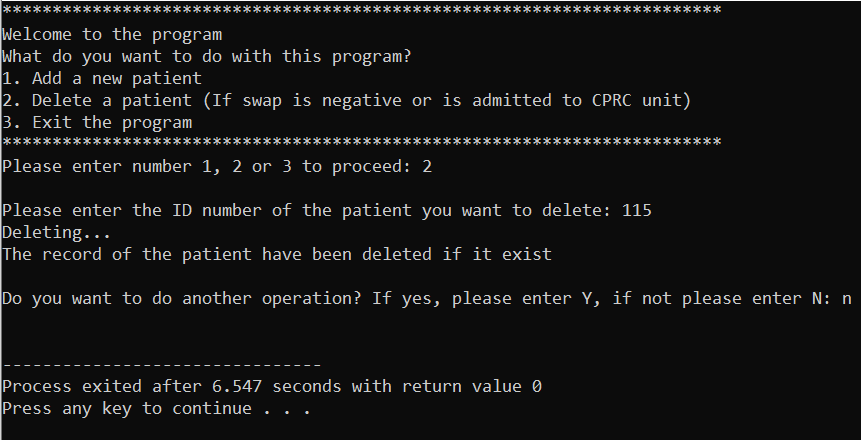 ************************************************************************
Welcome to the program
What do you want to do with this program?
1. Add a new patient
2. Delete a patient (If swap is negative or is admitted to CPRC unit)
3. Exit the program
************************************************************************
Please enter number 1, 2 or 3 to proceed: 2
Please enter the ID number of the patient you want to delete: 115
Deleting...
The record of the patient have been deleted if it exist
Do you want to do another operation? If yes, please enter Y, if not please enter N: n
--------------------------------
Process exited after 6.547 seconds with return value 0
Press any key to continue . . .